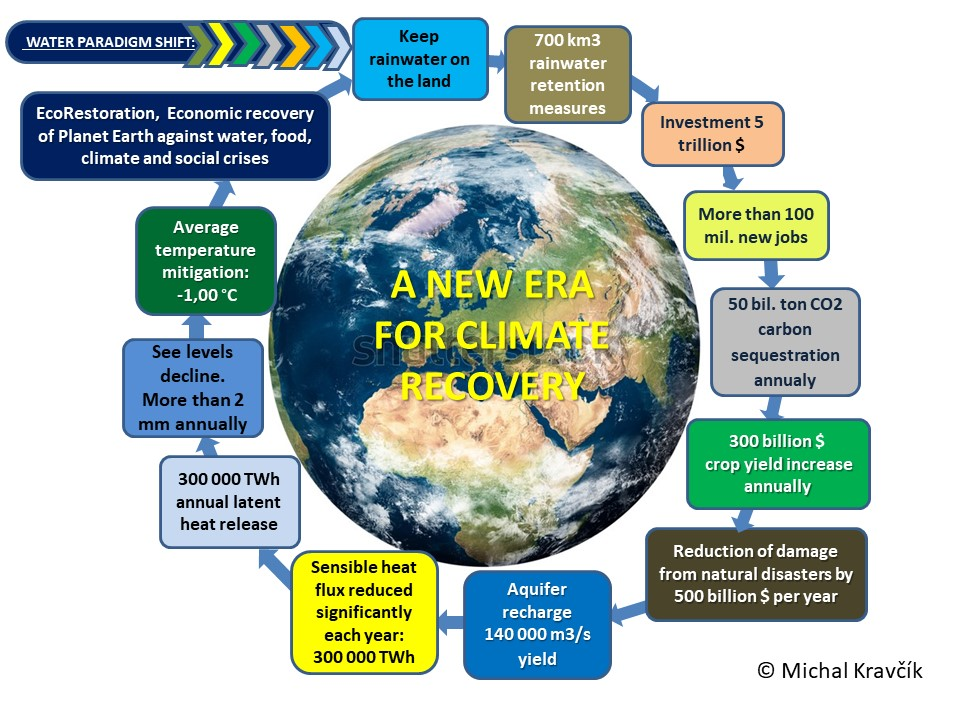 WATER PARADIGM SHIFT:
Keep
rainwater on
the land
700 km3
rainwater
retention
measures
Investment 5
trillion $
More than 100
mil. new jobs
50 bil. ton CO2
carbon
sequestration
annualy
300 billion $
crop yield increase
annually
Reduction of damage
from natural disasters by
500 billion $ per year
Aquifer
recharge
140 000 m3/s
yield
Sensible heat
flux reduced
significantly
each year:
300 000 TWh
300 000 TWh
annual latent
heat release
See levels
decline.
More than 2
mm annually
Average
temperature
mitigation:
-1,00 °C
EcoRestoration, Economic recovery
of Planet Earth against water, food,
climate and social crises
A NEW ERA
FOR CLIMATE
RECOVERY
© Michal Kravčík